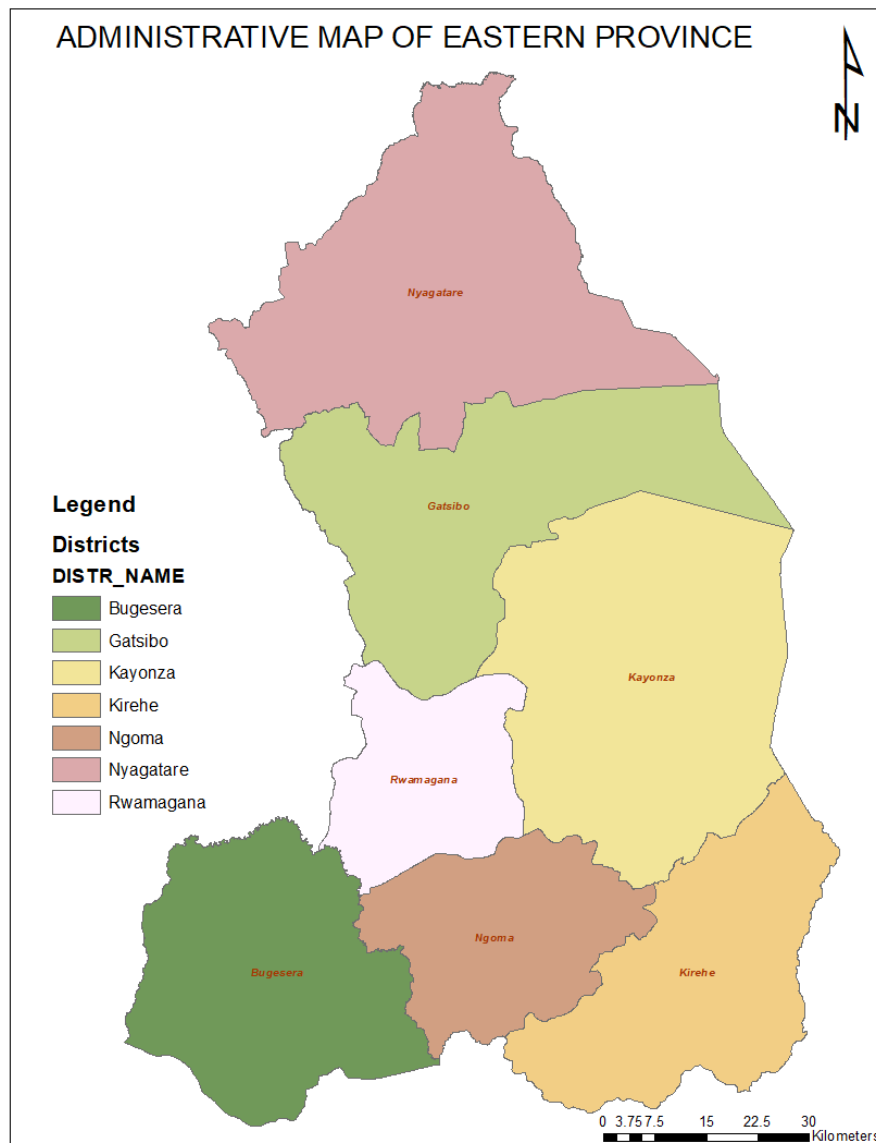 ADMINISTRATIVE MAP OF EASTERN PROVINCE
N
Nyagatare
Gatsibo
Kayonza
Rwamagana
Ngoma
Bugesera
Kirehe
Legend
Districts
DISTR_NAME
Bugesera
Gatsibo
Kayonza
Kirehe
Ngoma
Nyagatare
Rwamagana
0 3.75 7.5 15 22.5 30
Kilometers